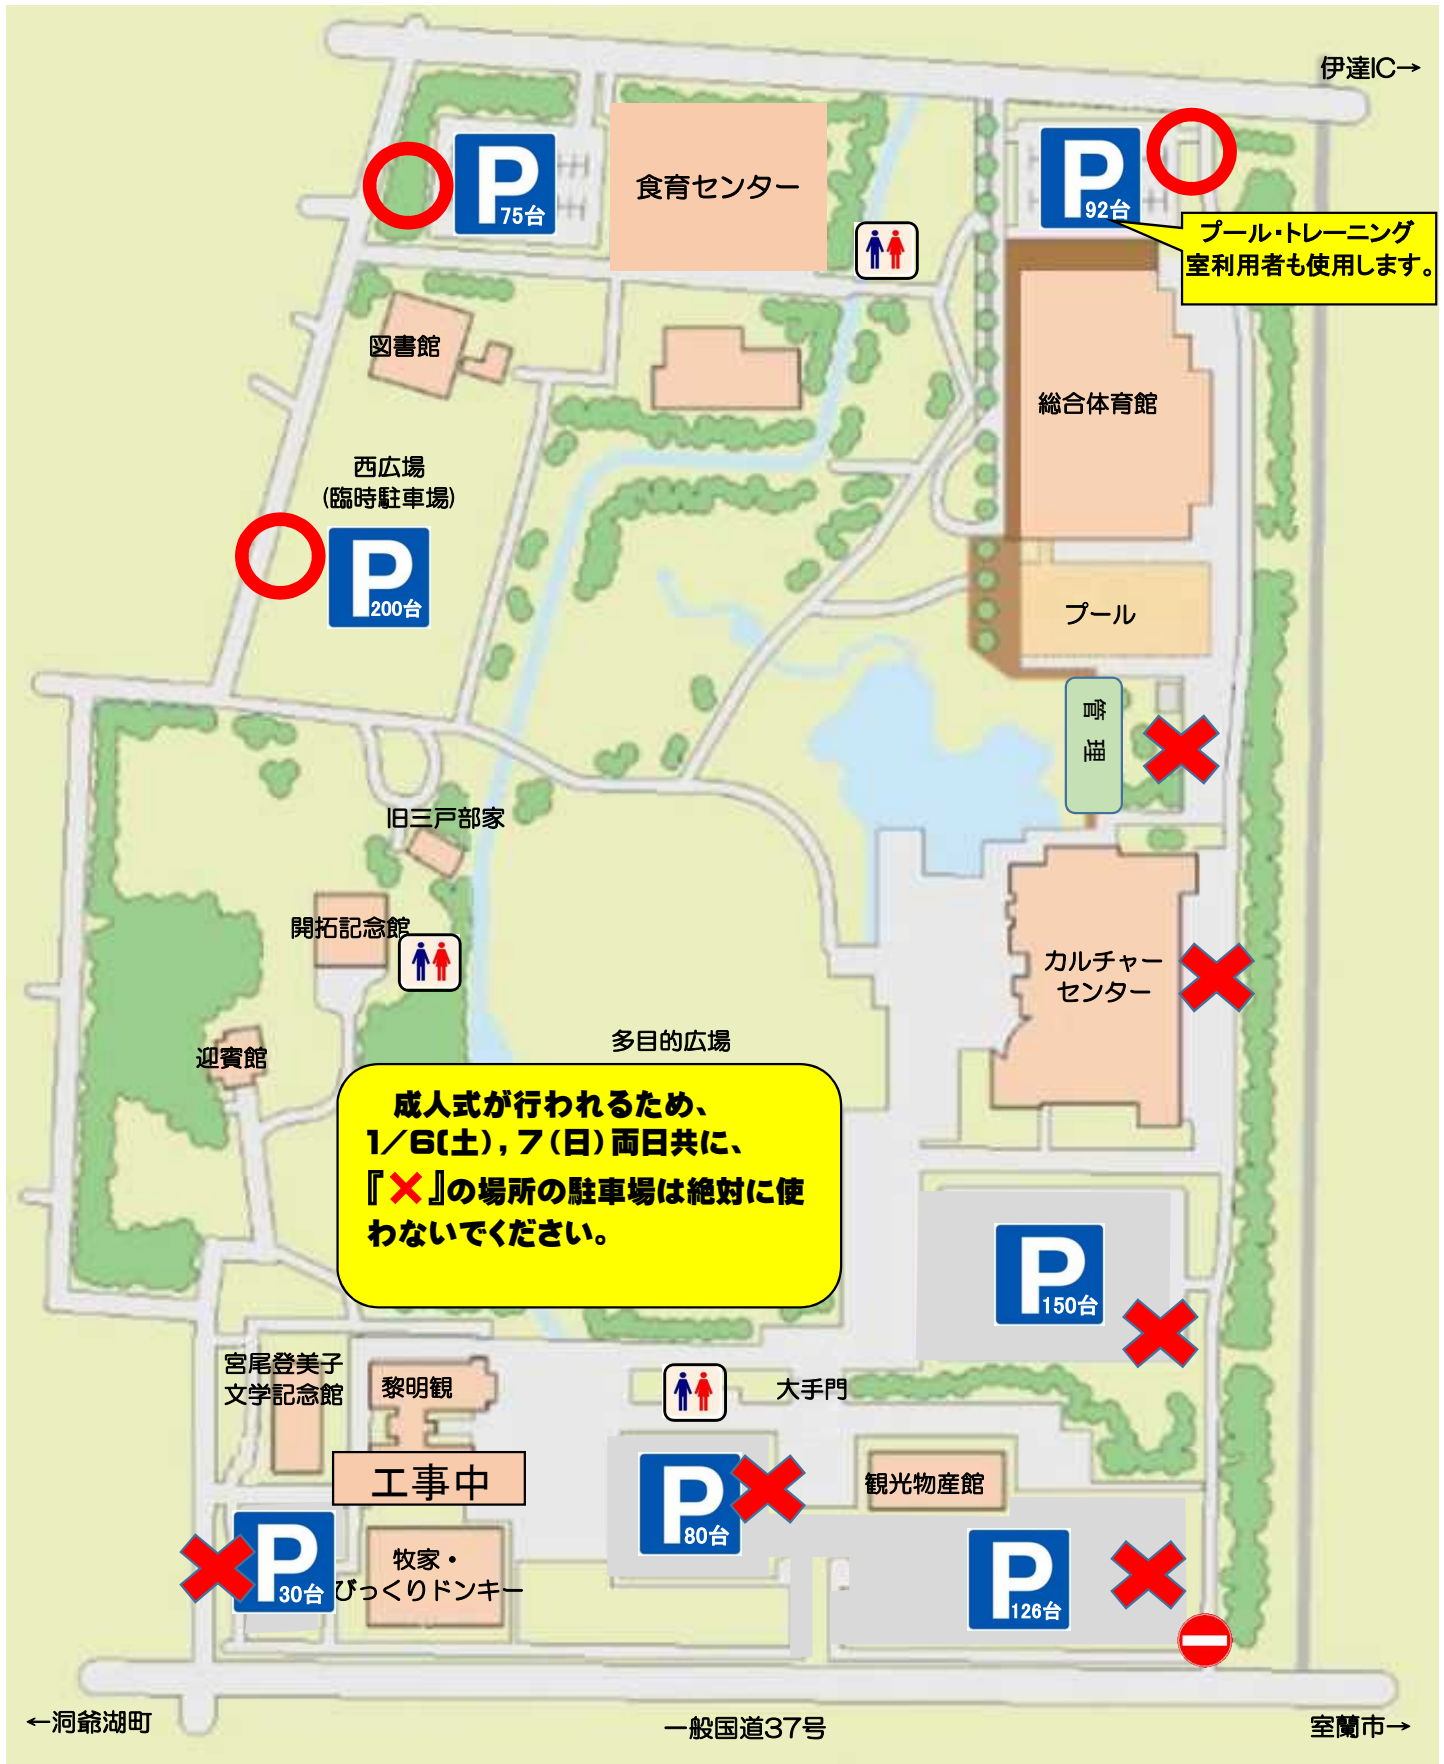 伊達IC→
食育センター
75台
92台
プール・トレーニング
室利用者も使用します。
図書館
総合体育館
西広場
(臨時駐車場)
200台
プール
管理
旧三戸部家
開拓記念館
カルチャー
センター
迎賓館
多目的広場
成人式が行われるため、
1/6(土),7(日)両日共に、
『×』の場所の駐車場は絶対に使
わないでください。
150台
宮尾登美子
文学記念館
黎明観
大手門
工事中
80台
観光物産館
30台
牧家・
びっくりドンキー
126台
←洞爺湖町
一般国道37号
室蘭市→
P
P
P
P
P
P
P